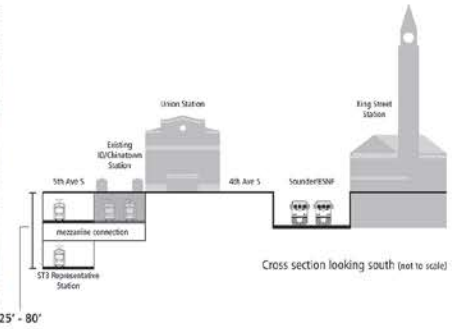 Union Station
King Street
Station
Existing
ID/Chinatown
Station
5th Ave S
4th Ave S
Sounder/BSNF
mezzanine connection
Cross section looking south (not to scale)
ST3 Representative
Station
25' - 80'